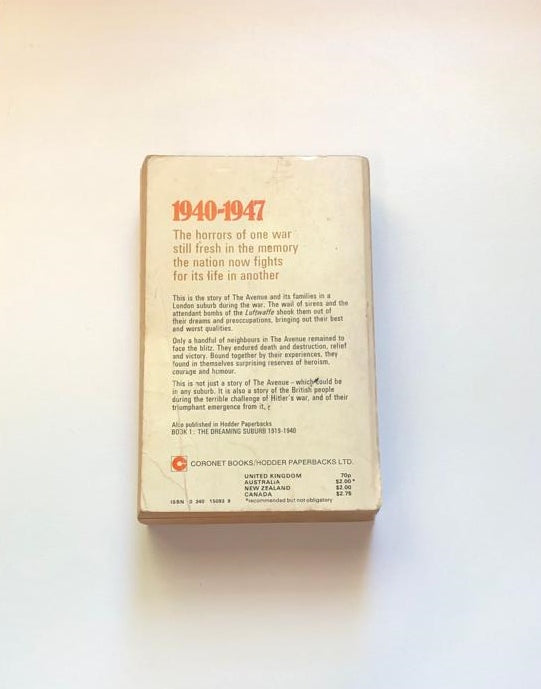 1940-1947
The horrors of one war
still fresh in the memory
the nation now fights
for its life in another
This is the story of The Avenue and its families in a
London suburb during the war. The wail of sirens and the
attendant bombs of the Luftwaffe shook them out of
their dreams and preoccupations, bringing out their best
and worst qualities.
Only a handful of neighbours in The Avenue remained to
face the blitz. They endured death and destruction, relief
and victory. Bound together by their experiences, they
found in themselves surprising reserves of heroism,
courage and humour.
This is not just a story of The Avenue – which could be
in any suburb. It is also a story of the British people
during the terrible challenge of Hitler's war, and of their
triumphant emergence from it.
Also published in Hodder Paperbacks
BOOK 1: THE DREAMING SUBURB 1919-1940
CORONET BOOKS/HODDER PAPERBACKS LTD.
UNITED KINGDOM 70p
AUSTRALIA $2.00*
NEW ZEALAND $2.00
CANADA $2.75
ISBN 0 340 15092 9 *recommended but not obligatory